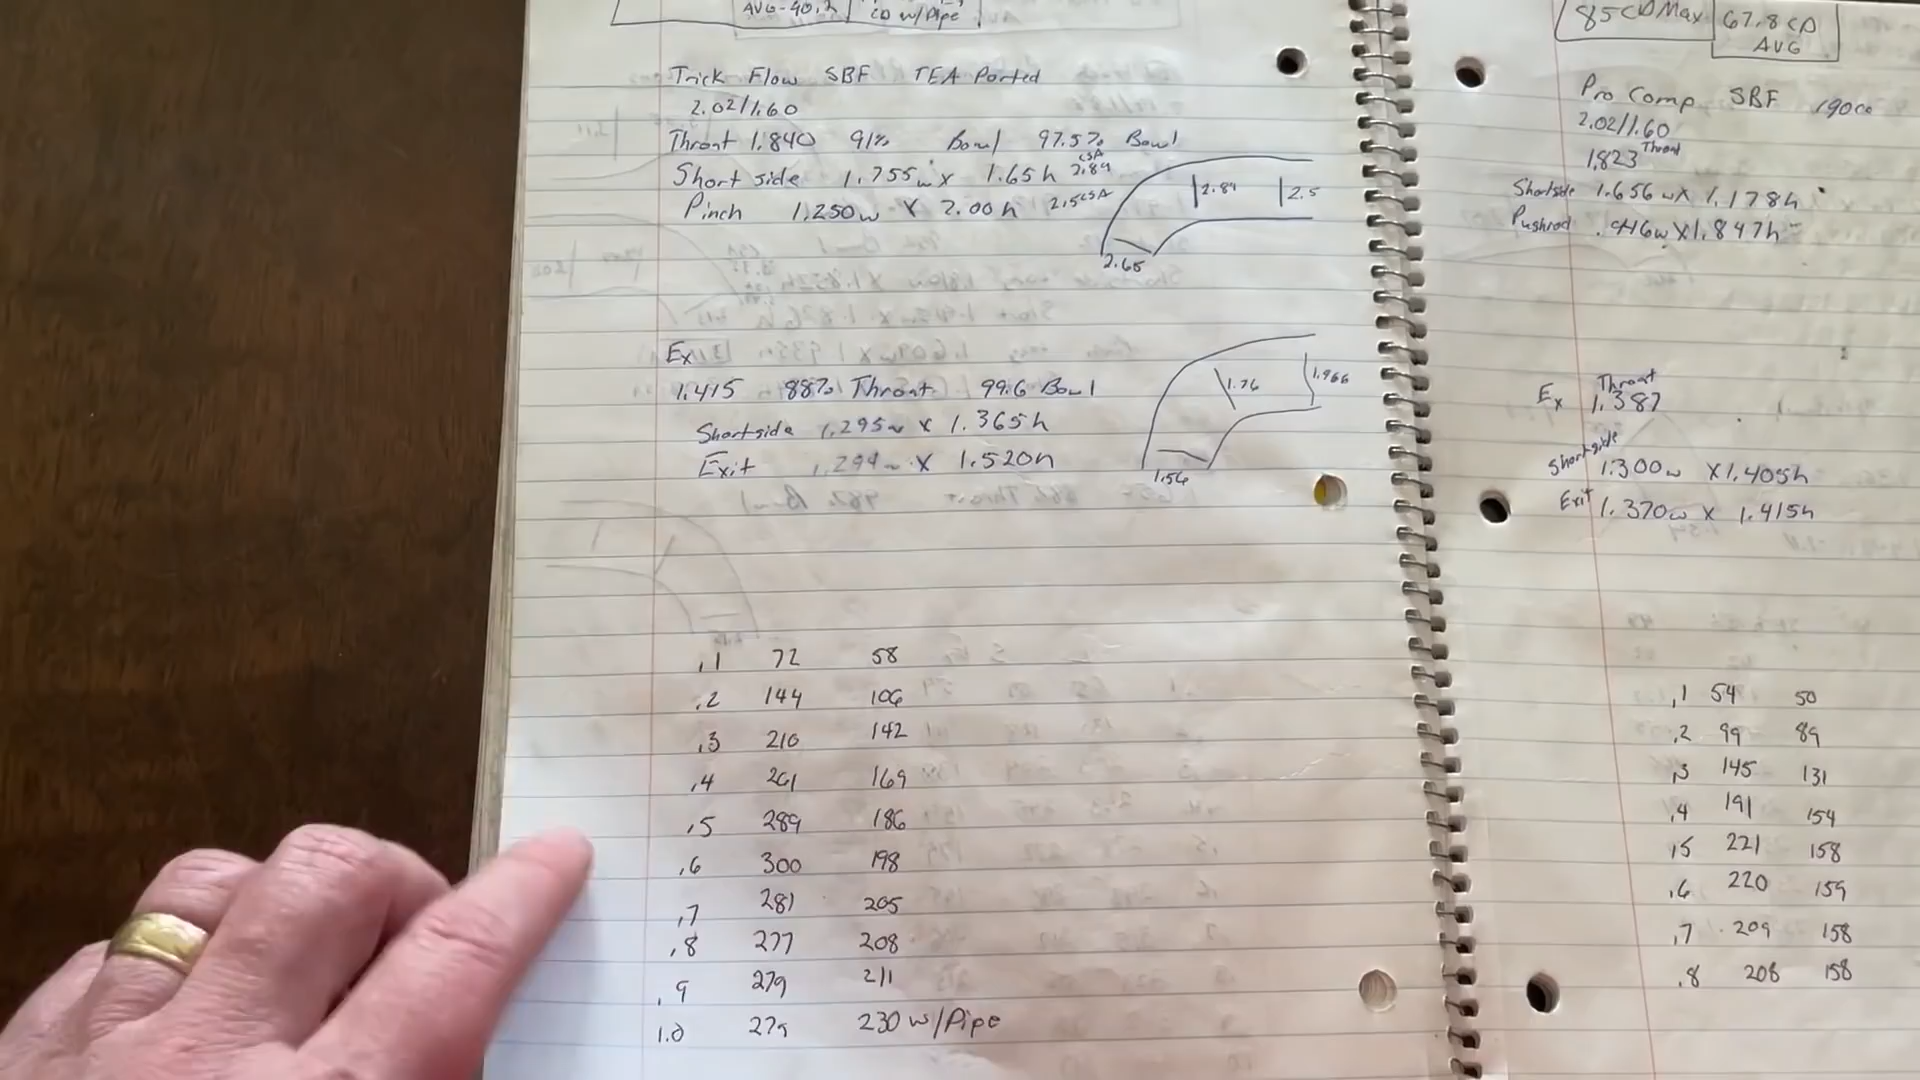 AVG-40.2
CD w/Pipe
Trick Flow SBF TEA Ported
2.02/1.60
Throat 1.840 91% Bowl 97.5% Bowl
Short side 1.755w x 1.65h CSA 2.89
Pinch 1.250w x 2.00h 2.5CSA
2.89 2.5
2.65
Ex
1.415 88% Throat 99.6 Bowl
Shortside 1.295w x 1.365h
Exit 1.294w x 1.520h
1.76 1.966
1.56
.1 72 58
.2 144 106
.3 210 142
.4 261 169
.5 289 186
.6 300 198
.7 281 205
.8 277 208
.9 279 211
1.0 279 230 w/Pipe
85CD Max 67.8 CD
AVG
Pro Comp SBF 190cc
2.02/1.60
1.823 Throat
Shortside 1.656w x 1.178h
Pushrod .946w x 1.847h
Ex Throat
1.387
Shortside 1.300w x 1.405h
Exit 1.370w x 1.415h
.1 54 50
.2 99 89
.3 145 131
.4 191 154
.5 221 158
.6 220 159
.7 209 158
.8 208 158